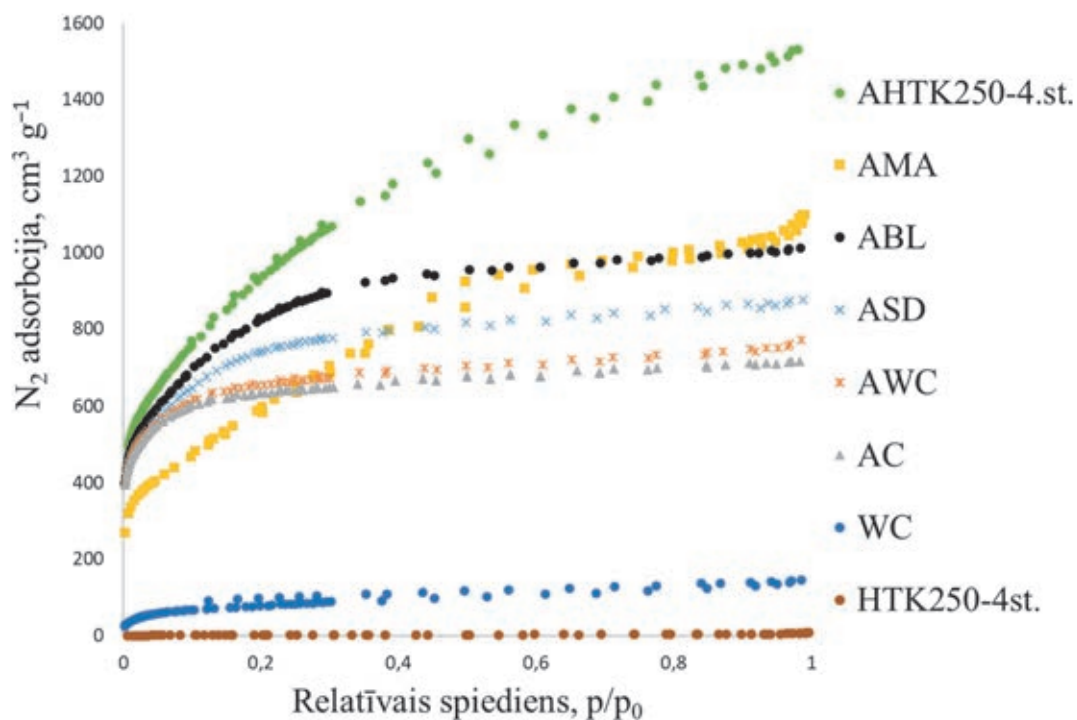 1600
1400
1200
1000
800
600
400
200
0
N₂ adsorbcija, cm³ g⁻¹
0
0,2
0,4
0,6
0,8
1
Relatīvais spiediens, p/p₀
AHTK250-4.st.
AMA
ABL
ASD
AWC
AC
WC
HTK250-4st.